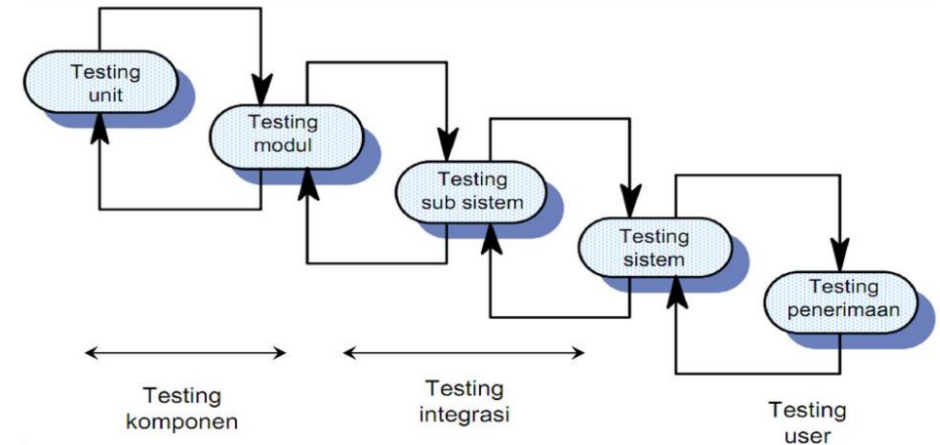 Testing
unit
Testing
modul
Testing
sub sistem
Testing
sistem
Testing
penerimaan
Testing
komponen
Testing
integrasi
Testing
user